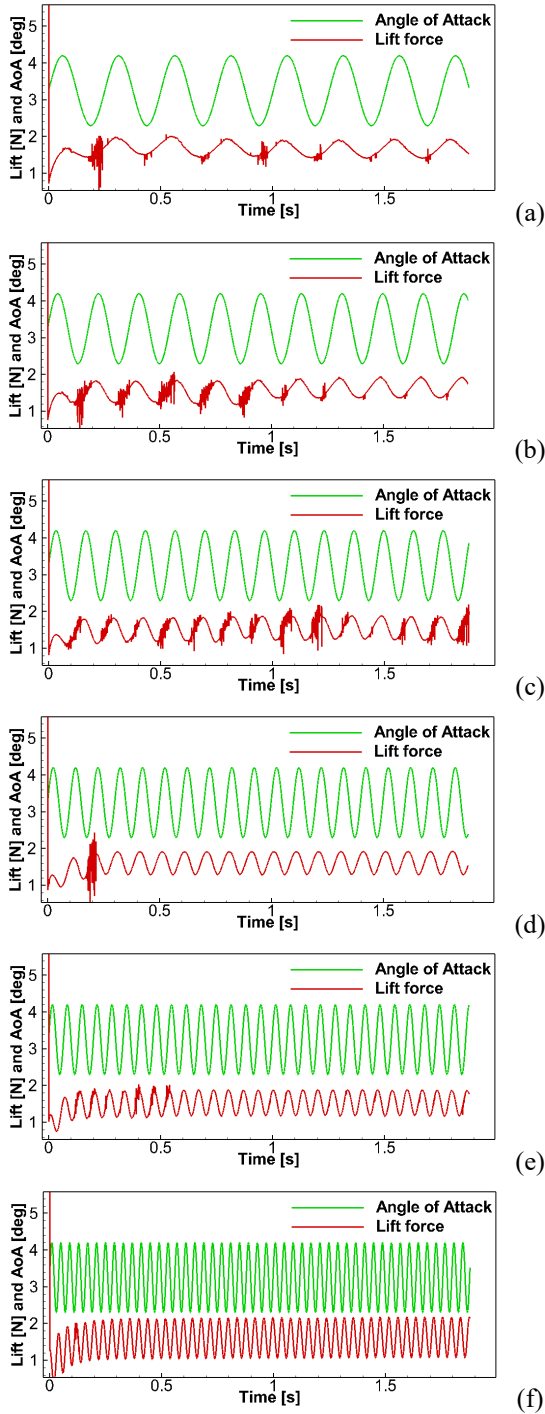 Angle of Attack
Lift force
Lift [N] and AoA [deg]
5
4
3
2
1
0 0.5 1 1.5
Time [s]
(a)
Angle of Attack
Lift force
Lift [N] and AoA [deg]
5
4
3
2
1
0 0.5 1 1.5
Time [s]
(b)
Angle of Attack
Lift force
Lift [N] and AoA [deg]
5
4
3
2
1
0 0.5 1 1.5
Time [s]
(c)
Angle of Attack
Lift force
Lift [N] and AoA [deg]
5
4
3
2
1
0 0.5 1 1.5
Time [s]
(d)
Angle of Attack
Lift force
Lift [N] and AoA [deg]
5
4
3
2
1
0 0.5 1 1.5
Time [s]
(e)
Angle of Attack
Lift force
Lift [N] and AoA [deg]
5
4
3
2
1
0 0.5 1 1.5
Time [s]
(f)